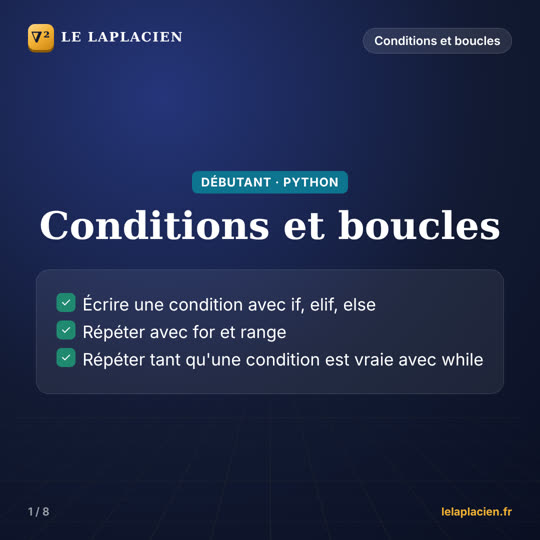 ∇² LE LAPLACIEN
Conditions et boucles
DÉBUTANT · PYTHON
Conditions et boucles
Écrire une condition avec if, elif, else
Répéter avec for et range
Répéter tant qu'une condition est vraie avec while
1 / 8
lelaplacien.fr